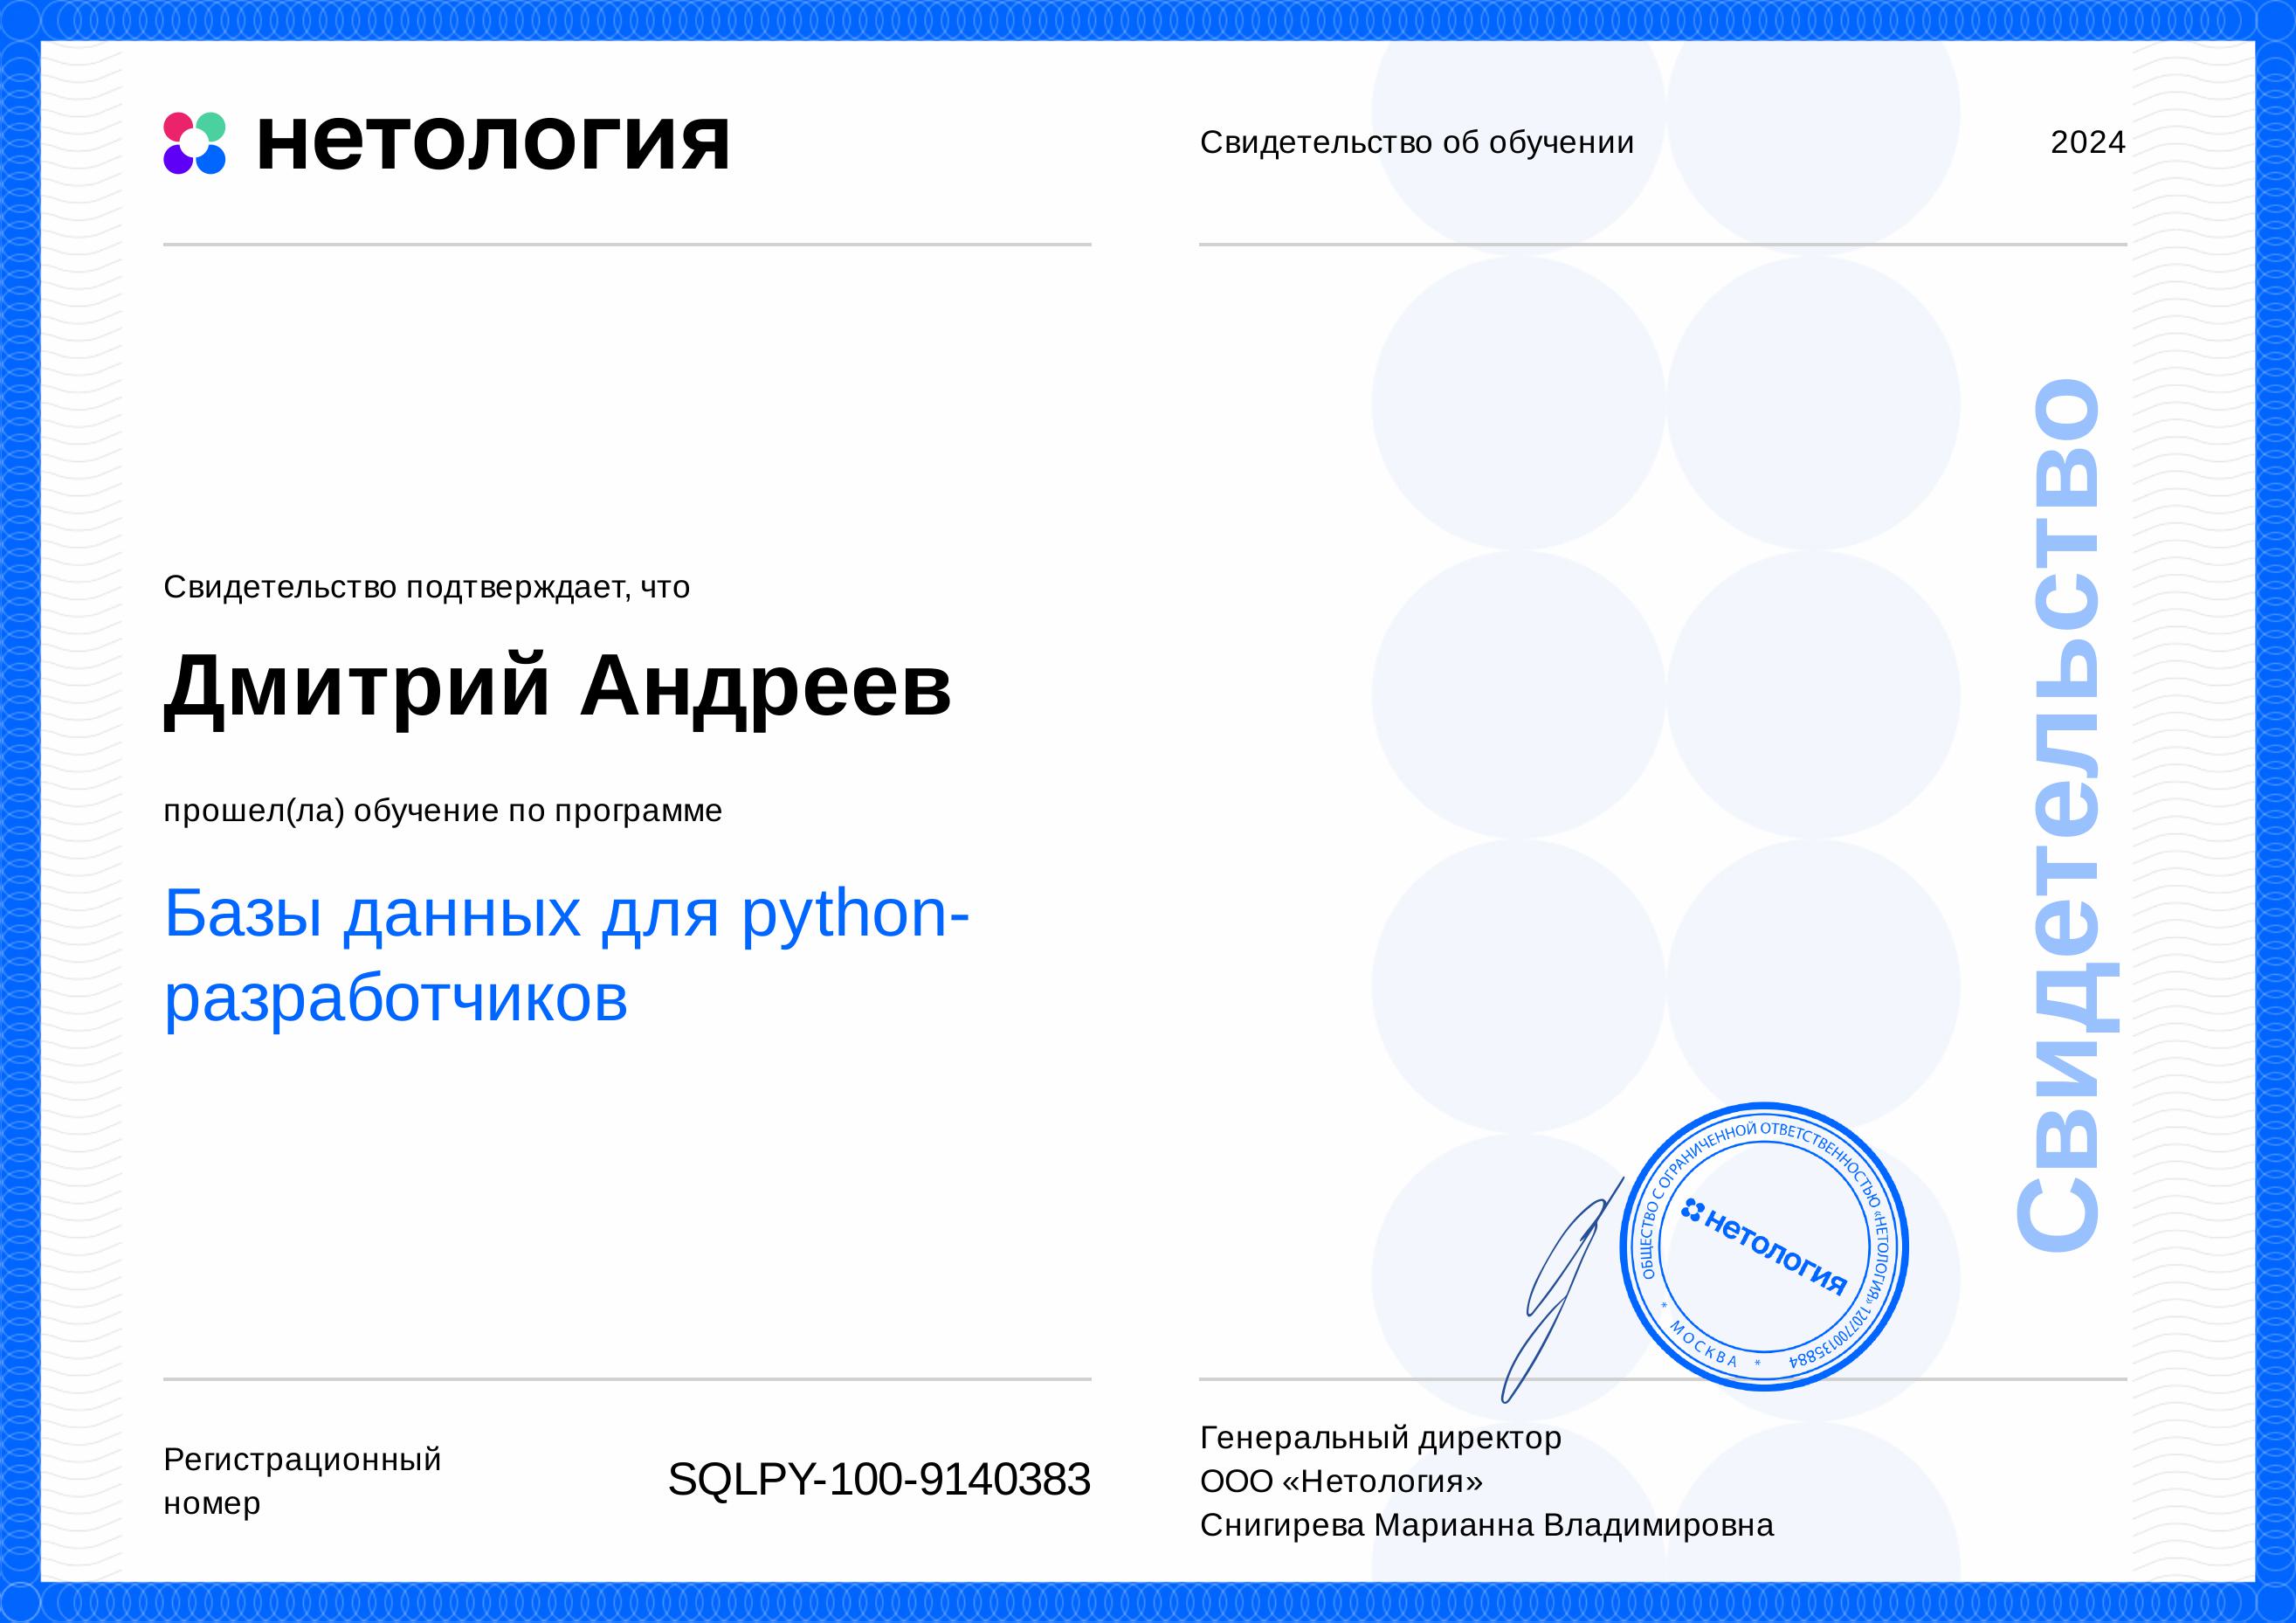 нетология
Свидетельство об обучении
2024
Свидетельство подтверждает, что
Дмитрий Андреев
прошел(ла) обучение по программе
Базы данных для python-
разработчиков
Свидетельство
ОБЩЕСТВО С ОГРАНИЧЕННОЙ ОТВЕТСТВЕННОСТЬЮ «НЕТОЛОГИЯ» 1207700135884
* МОСКВА *
нетология
Регистрационный
номер
SQLPY-100-9140383
Генеральный директор
ООО «Нетология»
Снигирева Марианна Владимировна